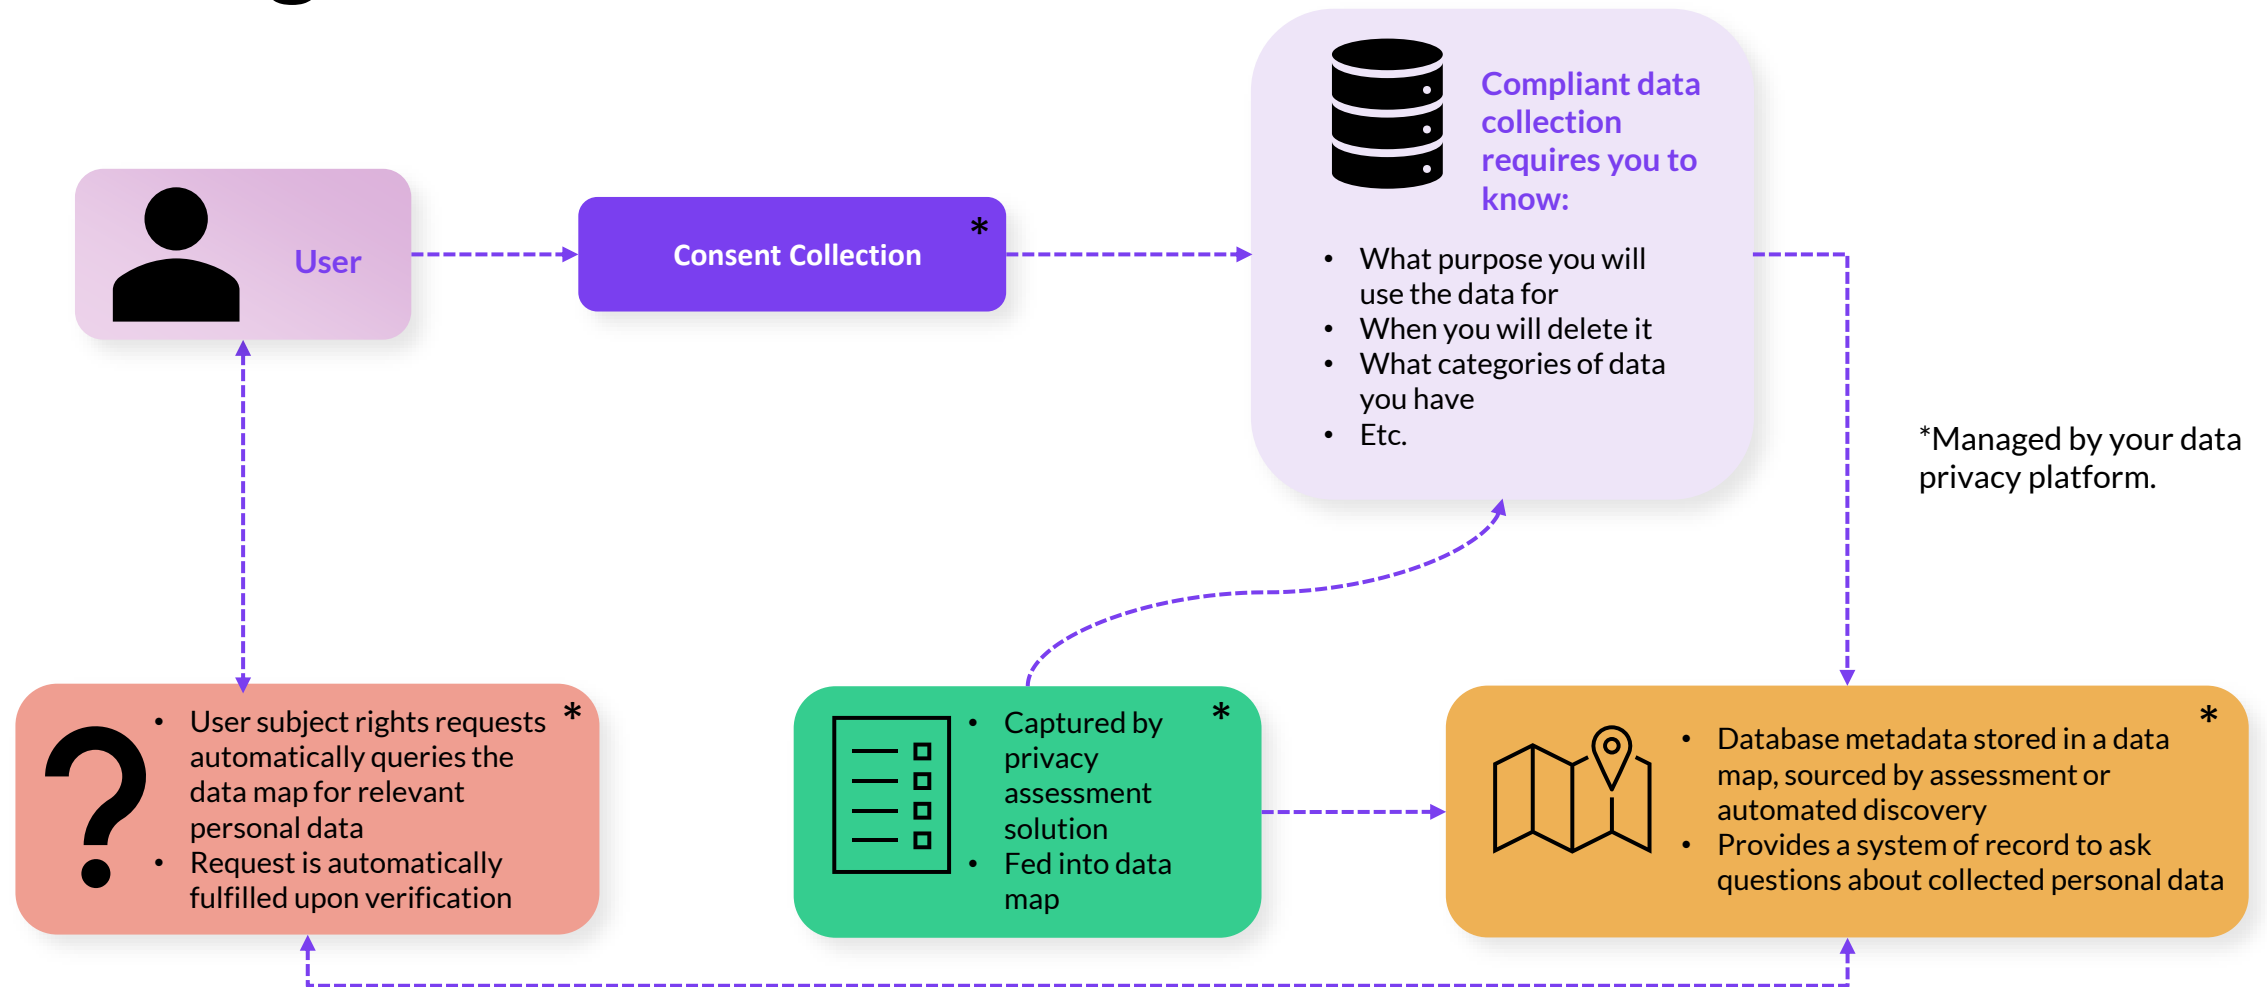 User
Consent Collection
*
Compliant data
collection
requires you to
know:
• What purpose you will
use the data for
• When you will delete it
• What categories of data
you have
• Etc.
*Managed by your data
privacy platform.
• User subject rights requests
automatically queries the
data map for relevant
personal data
• Request is automatically
fulfilled upon verification
*
• Captured by
privacy
assessment
solution
• Fed into data
map
*
• Database metadata stored in a data
map, sourced by assessment or
automated discovery
• Provides a system of record to ask
questions about collected personal data
*